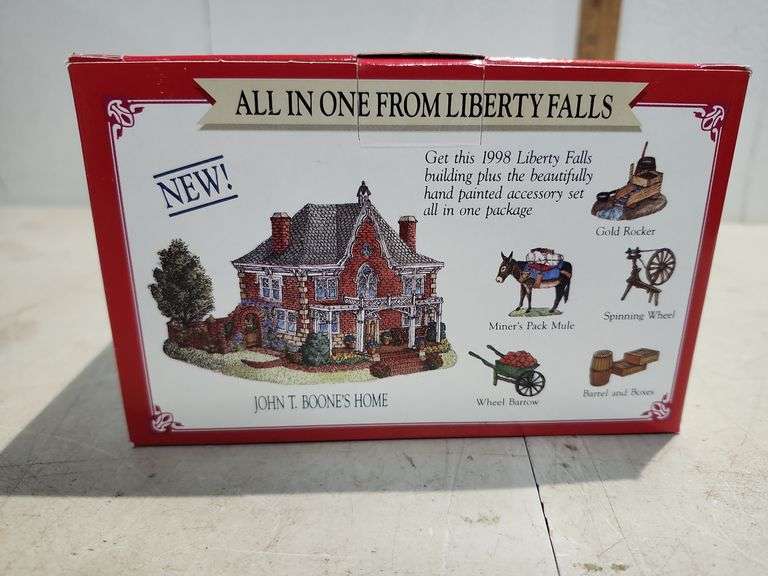 ALL IN ONE FROM LIBERTY FALLS
NEW!
Get this 1998 Liberty Falls
building plus the beautifully
hand painted accessory set
all in one package
Gold Rocker
Miner's Pack Mule
Spinning Wheel
Wheel Barrow
Barrel and Boxes
JOHN T. BOONE'S HOME